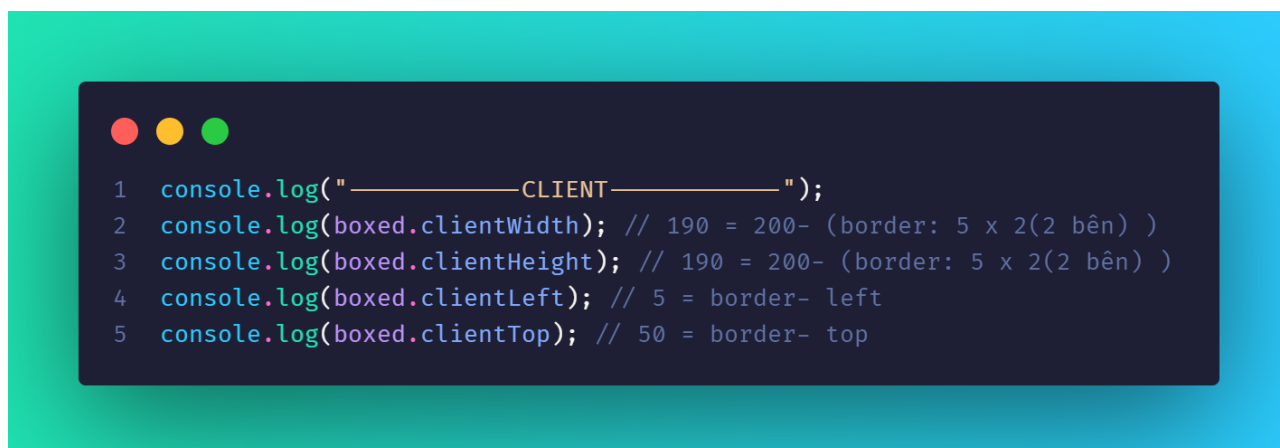 1 console.log("——————————CLIENT——————————");
2 console.log(boxed.clientWidth); // 190 = 200- (border: 5 x 2(2 bên) )
3 console.log(boxed.clientHeight); // 190 = 200- (border: 5 x 2(2 bên) )
4 console.log(boxed.clientLeft); // 5 = border- left
5 console.log(boxed.clientTop); // 50 = border- top